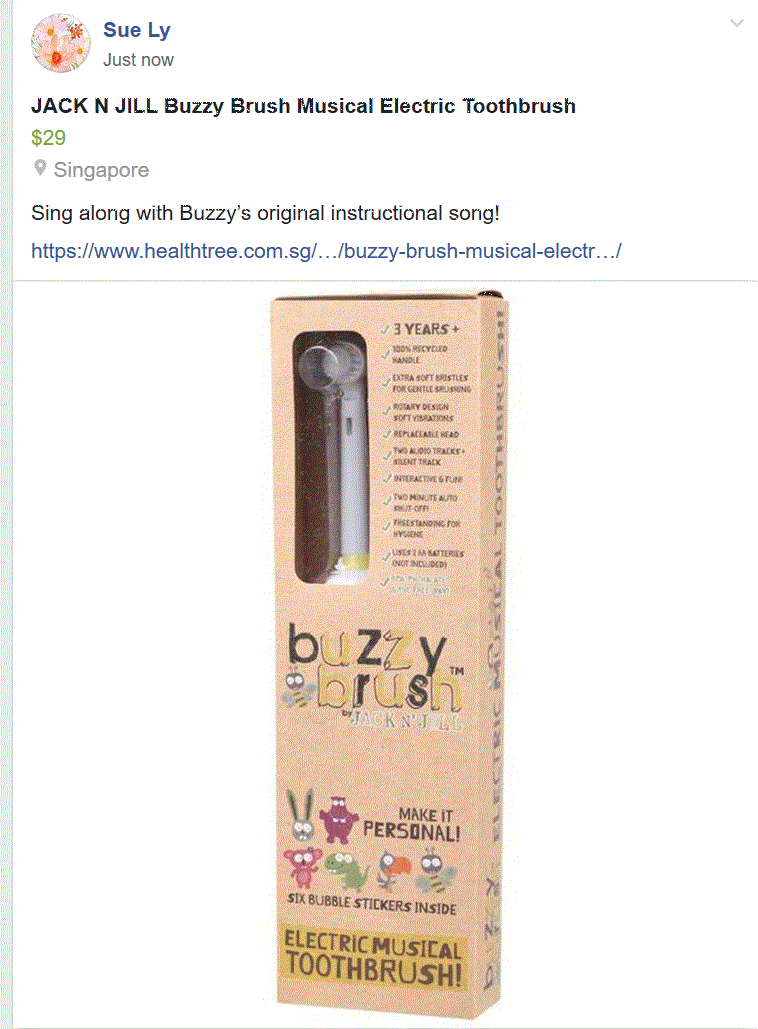 Sue Ly
Just now
JACK N JILL Buzzy Brush Musical Electric Toothbrush
$29
Singapore
Sing along with Buzzy’s original instructional song!
https://www.healthtree.com.sg/…/buzzy-brush-musical-electr…/
3 YEARS +
100% RECYCLED
HANDLE
EXTRA SOFT BRISTLES
FOR GENTLE BRUSHING
ROTARY DESIGN
SOFT VIBRATIONS
REPLACEABLE HEAD
TWO AUDIO TRACKS +
SILENT TRACK
INTERACTIVE & FUN!
TWO MINUTE AUTO
SHUT-OFF!
FREESTANDING FOR
HYGIENE
USES 2 AA BATTERIES
(NOT INCLUDED)
buzzy
brush™
by JACK N' JILL
MAKE IT
PERSONAL!
SIX BUBBLE STICKERS INSIDE
ELECTRIC MUSICAL
TOOTHBRUSH!
ELECTRIC MUSICAL TOOTHBRUSH!